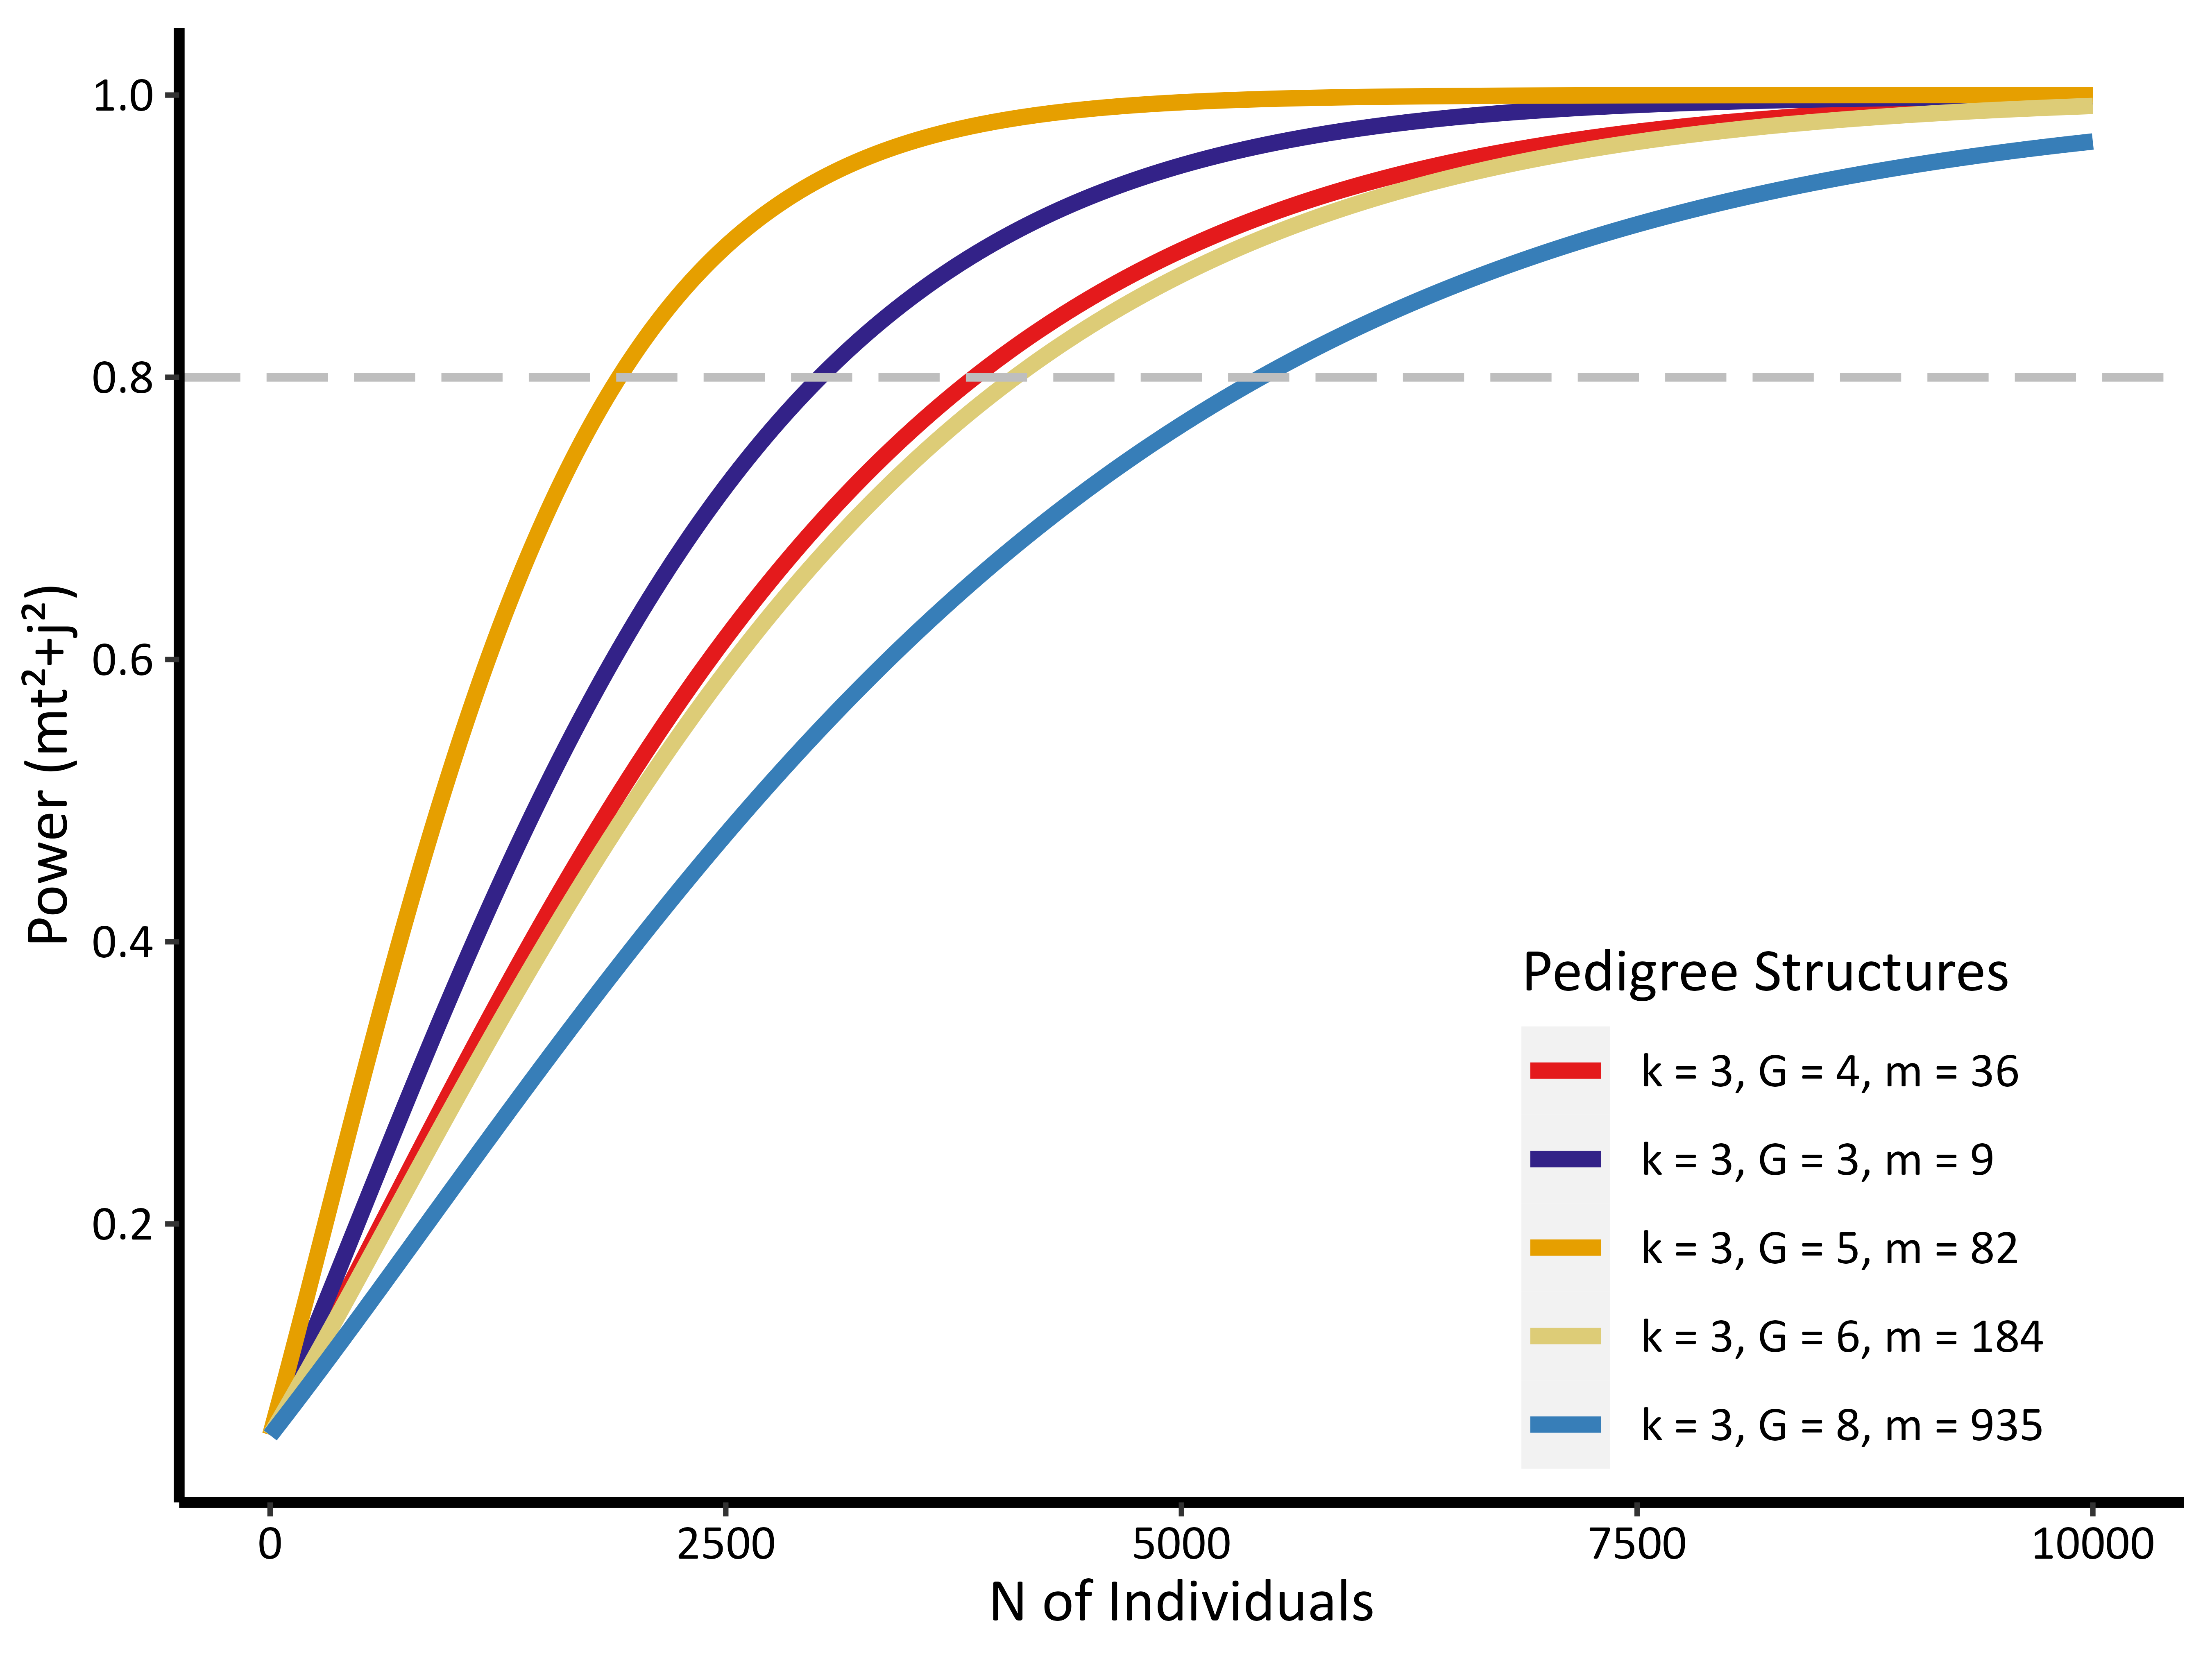 Power (mt²+j²)
1.0
0.8
0.6
0.4
0.2
0
2500
5000
7500
10000
N of Individuals
Pedigree Structures
k = 3, G = 4, m = 36
k = 3, G = 3, m = 9
k = 3, G = 5, m = 82
k = 3, G = 6, m = 184
k = 3, G = 8, m = 935